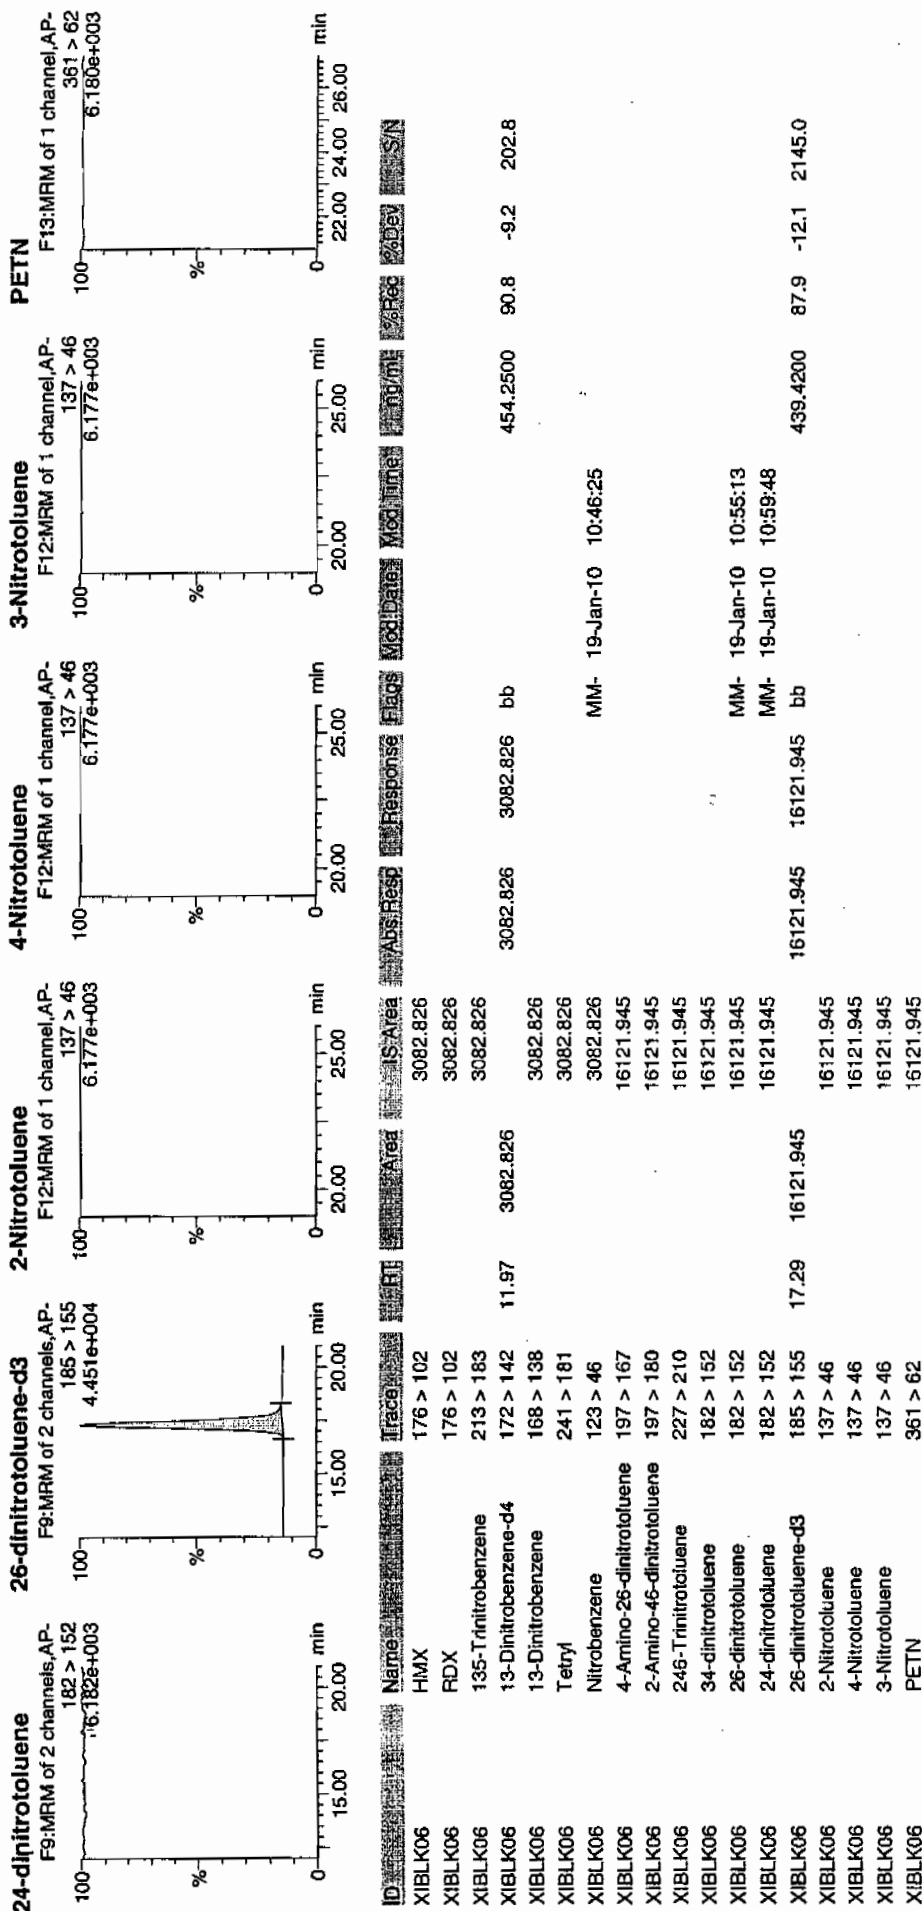 24-dinitrotoluene
F9:MRM of 2 channels,AP-
182 > 152
6.182e+003
100
%
0
15.00 20.00 min
26-dinitrotoluene-d3
F9:MRM of 2 channels,AP-
185 > 155
4.451e+004
100
%
0
15.00 20.00 min
2-Nitrotoluene
F12:MRM of 1 channel,AP-
137 > 46
6.177e+003
100
%
0
20.00 25.00 min
4-Nitrotoluene
F12:MRM of 1 channel,AP-
137 > 46
6.177e+003
100
%
0
20.00 25.00 min
3-Nitrotoluene
F12:MRM of 1 channel,AP-
137 > 46
6.177e+003
100
%
0
20.00 25.00 min
PETN
F13:MRM of 1 channel,AP-
361 > 62
6.180e+003
100
%
0
22.00 24.00 26.00 min
ID Name Trace RT Area IS Area Abs.Resp Response Flags Mod.Date Mod.Time ng/mL %Rec %Dev S/N
XIBLK06 HMX 176 > 102 3082.826
XIBLK06 RDX 176 > 102 3082.826
XIBLK06 135-Trinitrobenzene 213 > 183 3082.826
XIBLK06 13-Dinitrobenzene-d4 172 > 142 11.97 3082.826 3082.826 3082.826 bb 454.2500 90.8 -9.2 202.8
XIBLK06 13-Dinitrobenzene 168 > 138 3082.826
XIBLK06 Tetryl 241 > 181 3082.826
XIBLK06 Nitrobenzene 123 > 46 3082.826 MM- 19-Jan-10 10:46:25
XIBLK06 4-Amino-26-dinitrotoluene 197 > 167 16121.945
XIBLK06 2-Amino-46-dinitrotoluene 197 > 180 16121.945
XIBLK06 246-Trinitrotoluene 227 > 210 16121.945
XIBLK06 34-dinitrotoluene 182 > 152 16121.945
XIBLK06 26-dinitrotoluene 182 > 152 16121.945 MM- 19-Jan-10 10:55:13
XIBLK06 24-dinitrotoluene 182 > 152 16121.945 MM- 19-Jan-10 10:59:48
XIBLK06 26-dinitrotoluene-d3 185 > 155 17.29 16121.945 16121.945 16121.945 bb 439.4200 87.9 -12.1 2145.0
XIBLK06 2-Nitrotoluene 137 > 46 16121.945
XIBLK06 4-Nitrotoluene 137 > 46 16121.945
XIBLK06 3-Nitrotoluene 137 > 46 16121.945
XIBLK06 PETN 361 > 62 16121.945